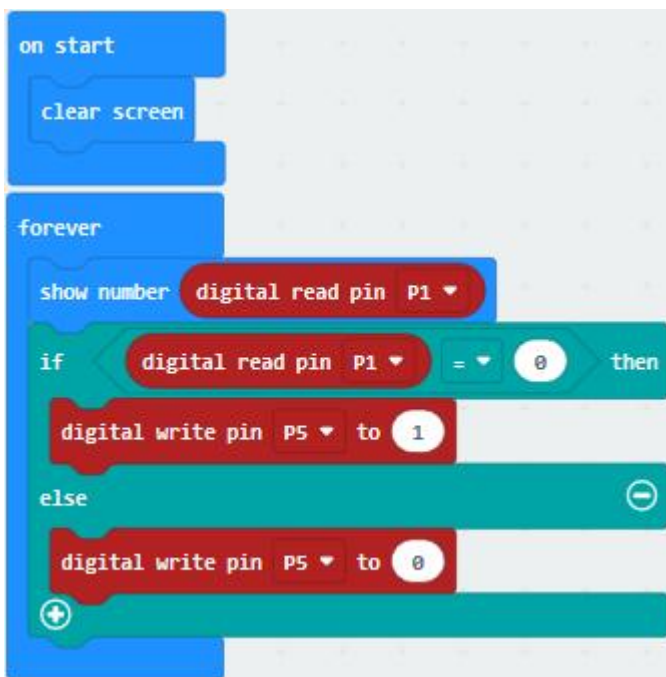 on start
clear screen
forever
show number digital read pin P1
if digital read pin P1 = 0 then
digital write pin P5 to 1
else
digital write pin P5 to 0